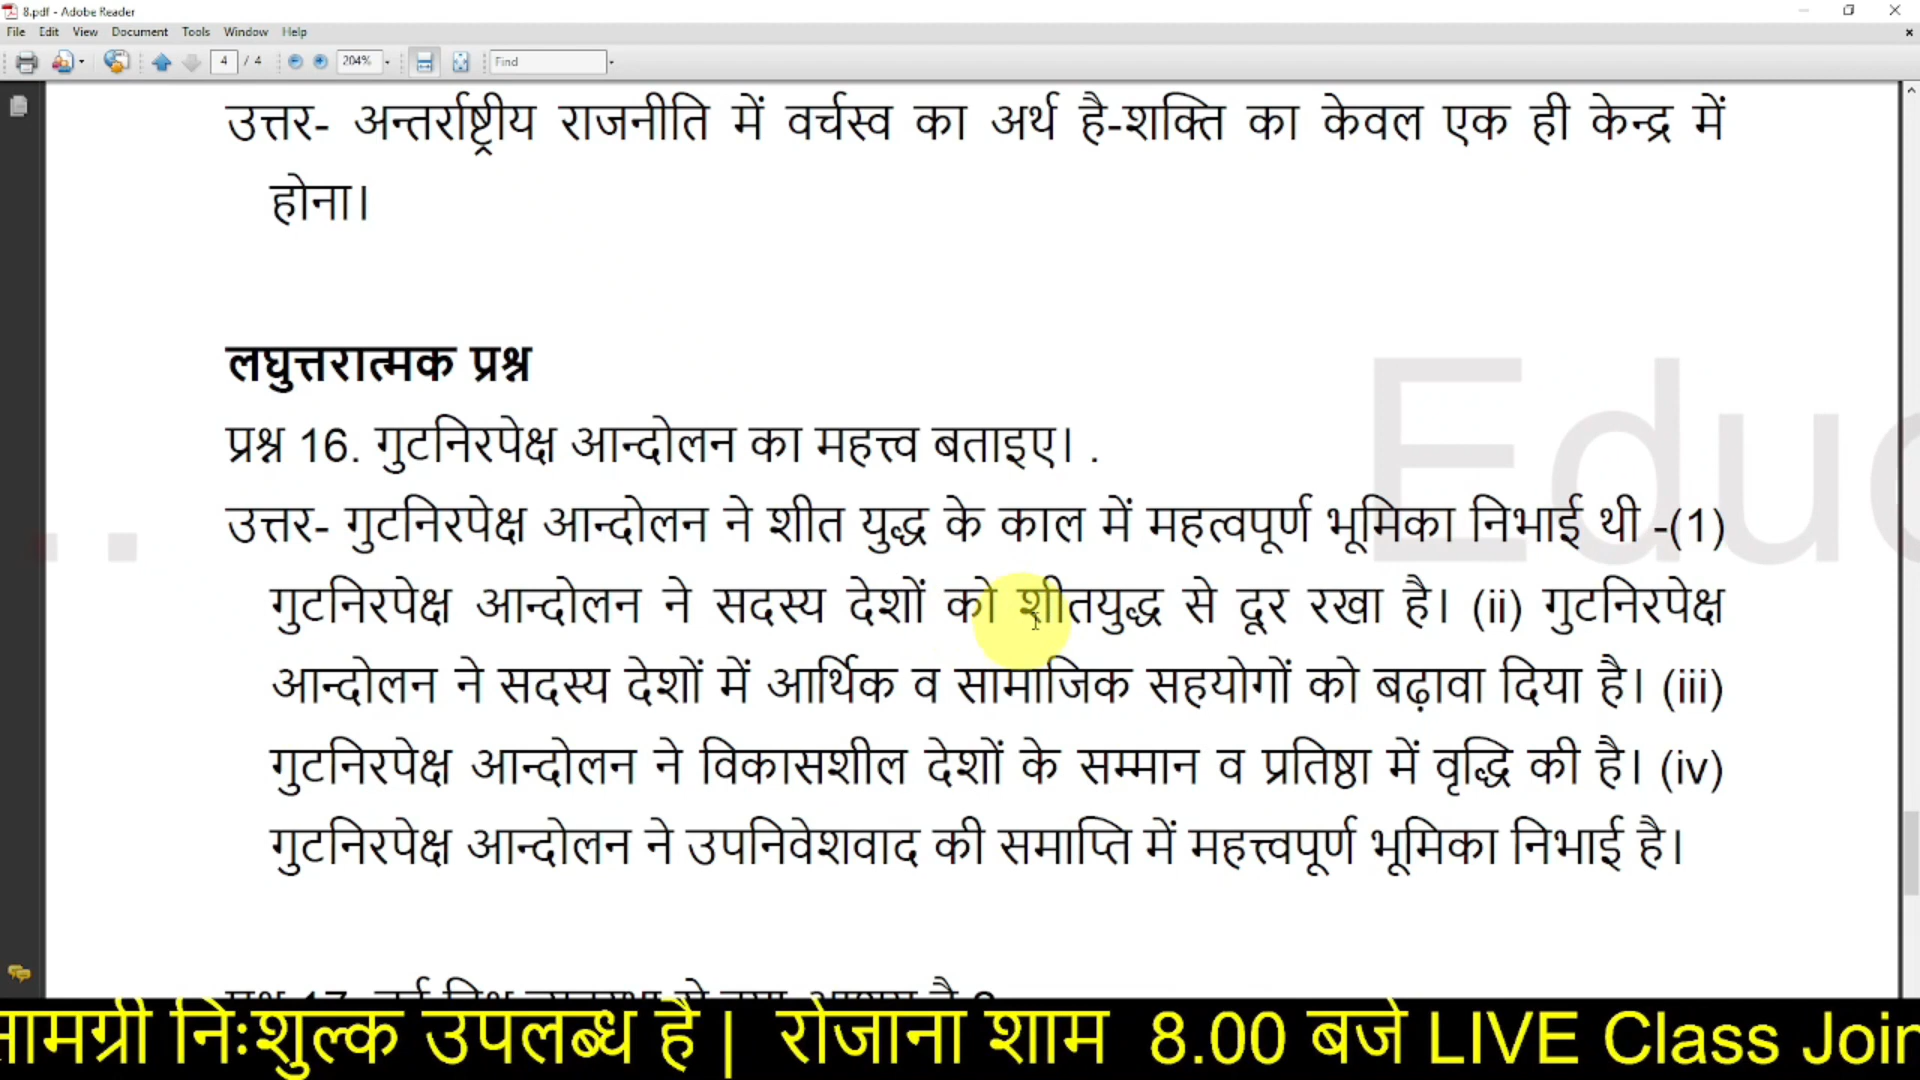 8.pdf - Adobe Reader
File Edit View Document Tools Window Help
4 / 4 204% Find
उत्तर- अन्तर्राष्ट्रीय राजनीति में वर्चस्व का अर्थ है-शक्ति का केवल एक ही केन्द्र में
होना।
लघुत्तरात्मक प्रश्न
प्रश्न 16. गुटनिरपेक्ष आन्दोलन का महत्त्व बताइए। .
उत्तर- गुटनिरपेक्ष आन्दोलन ने शीत युद्ध के काल में महत्वपूर्ण भूमिका निभाई थी -(1)
गुटनिरपेक्ष आन्दोलन ने सदस्य देशों को शीतयुद्ध से दूर रखा है। (ii) गुटनिरपेक्ष
आन्दोलन ने सदस्य देशों में आर्थिक व सामाजिक सहयोगों को बढ़ावा दिया है। (iii)
गुटनिरपेक्ष आन्दोलन ने विकासशील देशों के सम्मान व प्रतिष्ठा में वृद्धि की है। (iv)
गुटनिरपेक्ष आन्दोलन ने उपनिवेशवाद की समाप्ति में महत्त्वपूर्ण भूमिका निभाई है।
Educ
सामग्री निःशुल्क उपलब्ध है | रोजाना शाम 8.00 बजे LIVE Class Join